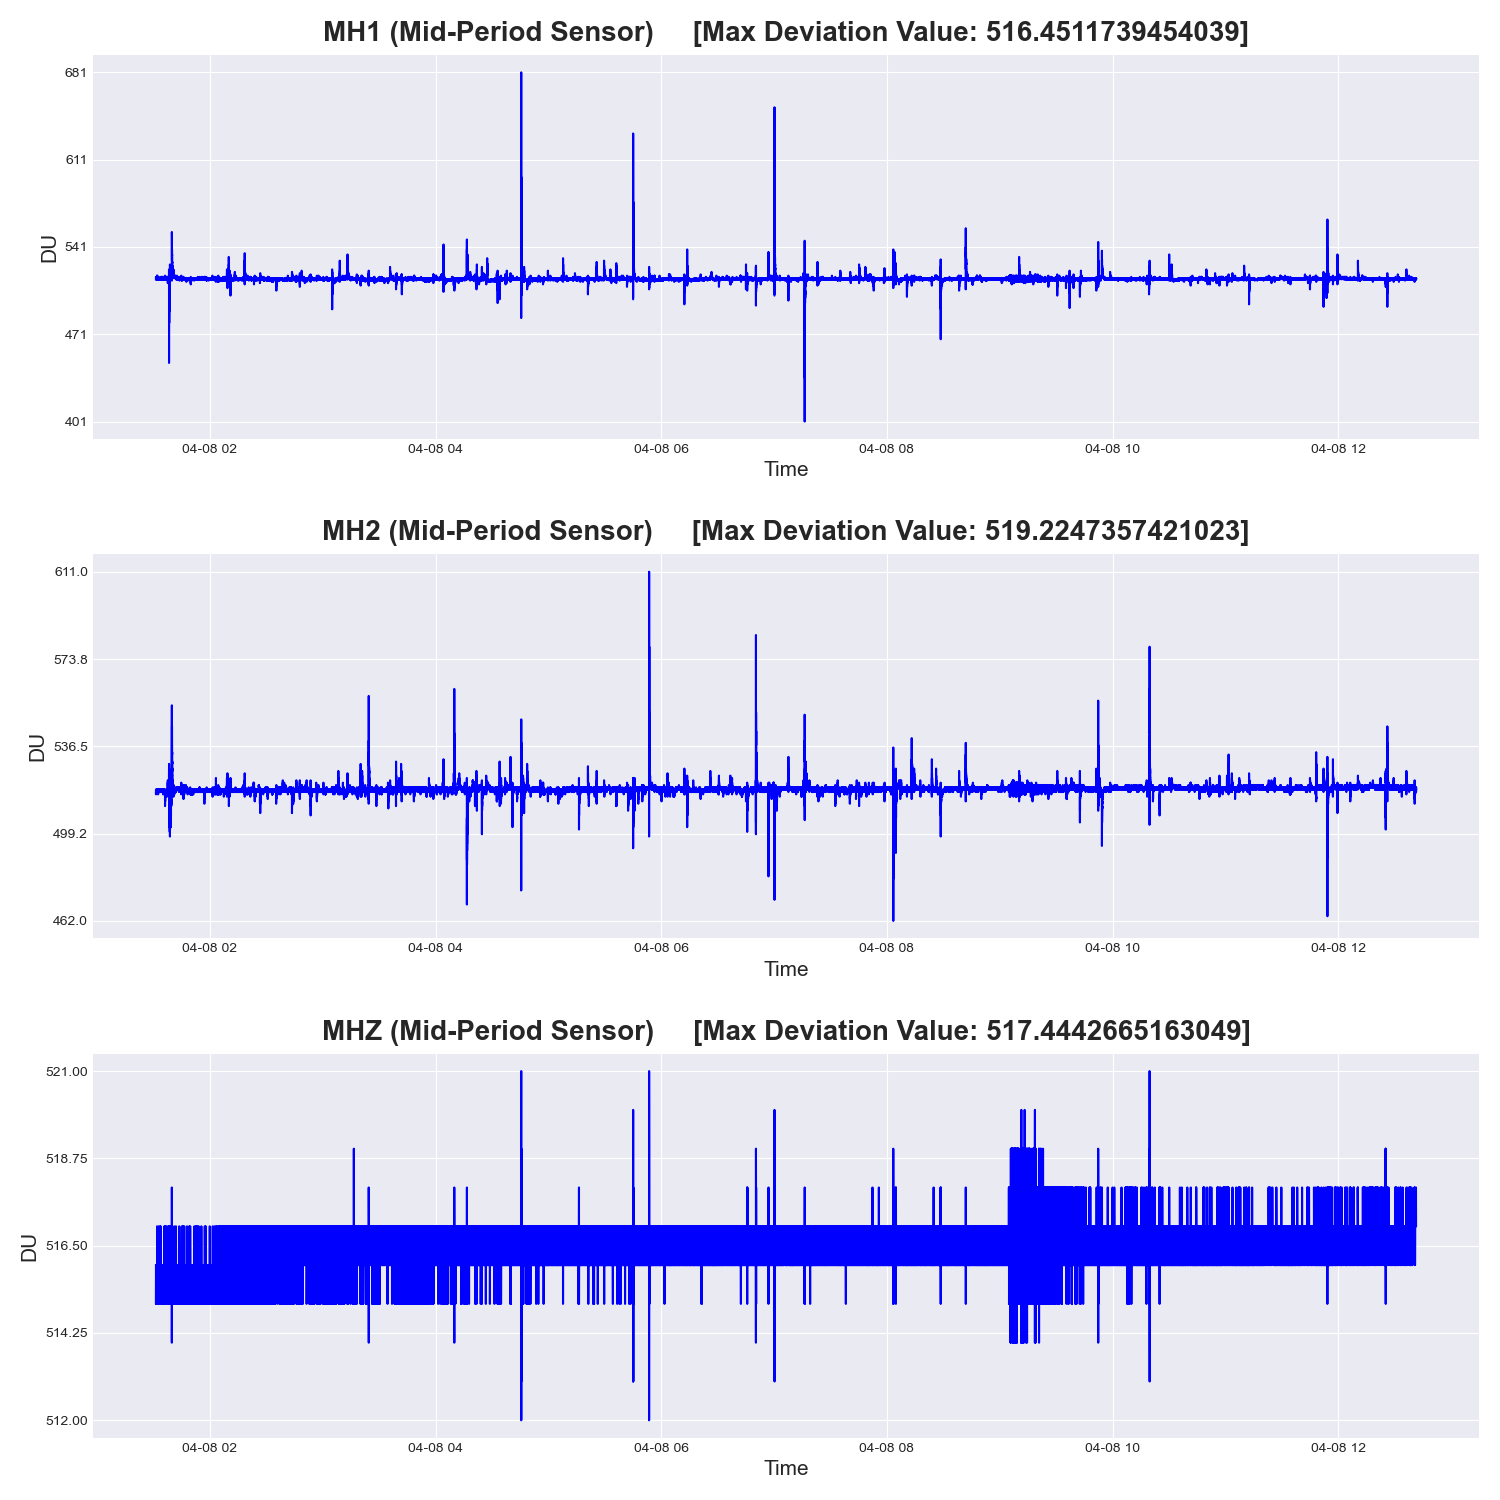 MH1 (Mid-Period Sensor) [Max Deviation Value: 516.4511739454039]
681
611
541
471
401
DU
04-08 02 04-08 04 04-08 06 04-08 08 04-08 10 04-08 12
Time
MH2 (Mid-Period Sensor) [Max Deviation Value: 519.2247357421023]
611.0
573.8
536.5
499.2
462.0
DU
04-08 02 04-08 04 04-08 06 04-08 08 04-08 10 04-08 12
Time
MHZ (Mid-Period Sensor) [Max Deviation Value: 517.4442665163049]
521.00
518.75
516.50
514.25
512.00
DU
04-08 02 04-08 04 04-08 06 04-08 08 04-08 10 04-08 12
Time